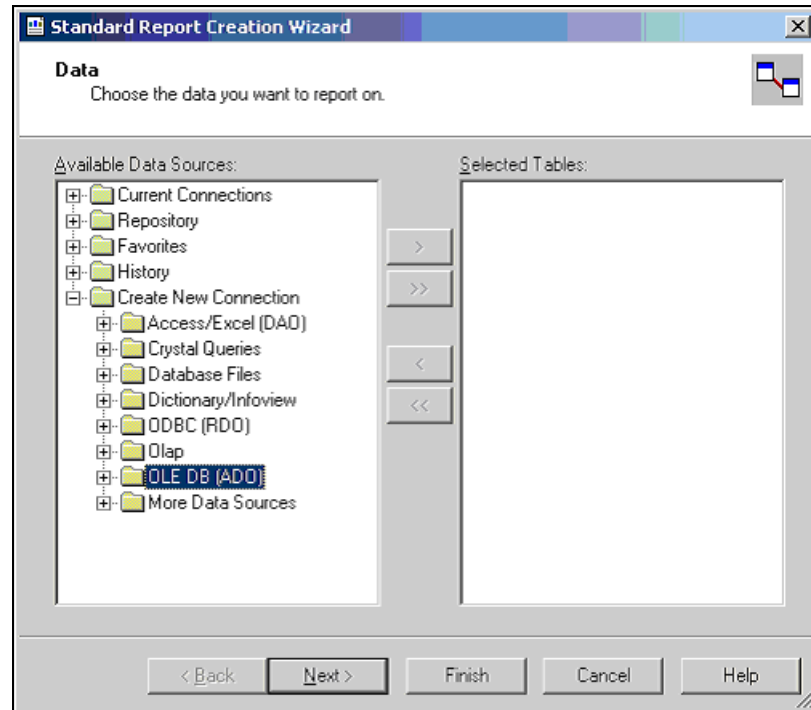 Standard Report Creation Wizard
Data
Choose the data you want to report on.
Available Data Sources:
Selected Tables:
Current Connections
Repository
Favorites
History
Create New Connection
Access/Excel (DAO)
Crystal Queries
Database Files
Dictionary/Infoview
ODBC (RDO)
Olap
OLE DB (ADO)
More Data Sources
>
>>
<
<<
< Back
Next >
Finish
Cancel
Help